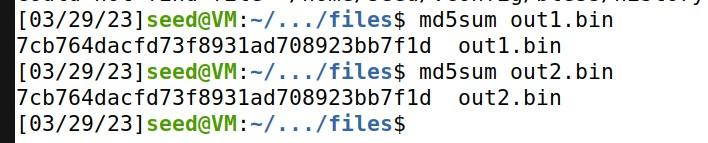 [03/29/23]seed@VM:~/.../files$ md5sum out1.bin
7cb764dacfd73f8931ad708923bb7f1d  out1.bin
[03/29/23]seed@VM:~/.../files$ md5sum out2.bin
7cb764dacfd73f8931ad708923bb7f1d  out2.bin
[03/29/23]seed@VM:~/.../files$